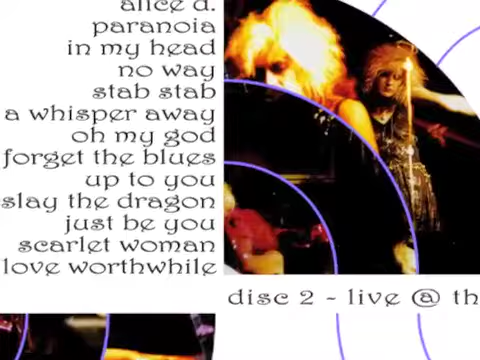 alice d.
paranoia
in my head
no way
stab stab
a whisper away
oh my god
forget the blues
up to you
slay the dragon
just be you
scarlet woman
love worthwhile
disc 2 - live @ th